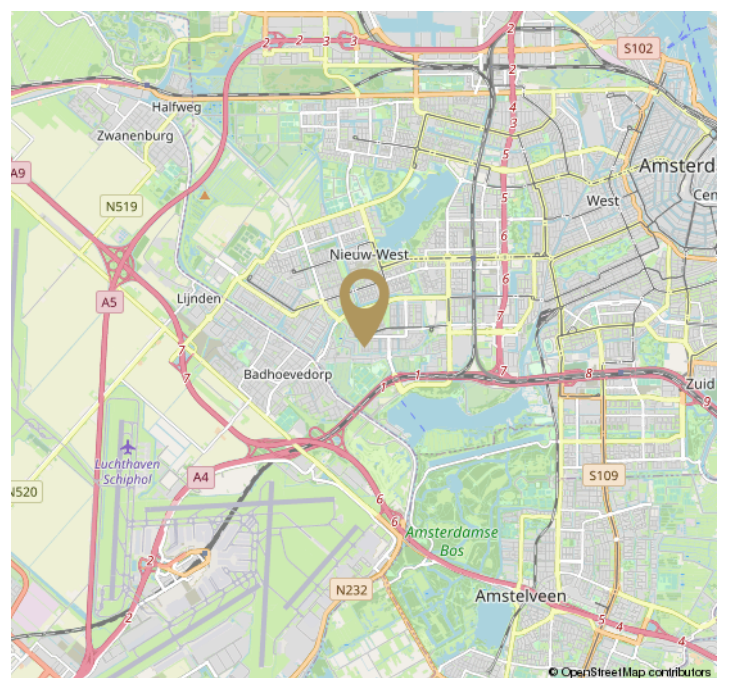 2 2 3 3
2
S102
2
Halfweg
4
3
Zwanenburg
5
Amsterd
A9
5
West
Cen
N519
6
Nieuw-West
6
A5
Lijnden
7
7
7
Badhoevedorp
1
1
7
8
Zuid
9
Luchthaven
Schiphol
A4
S109
N520
6
6
Amsterdamse
Bos
2
N232
Amstelveen
2
5
4
4
© OpenStreetMap contributors